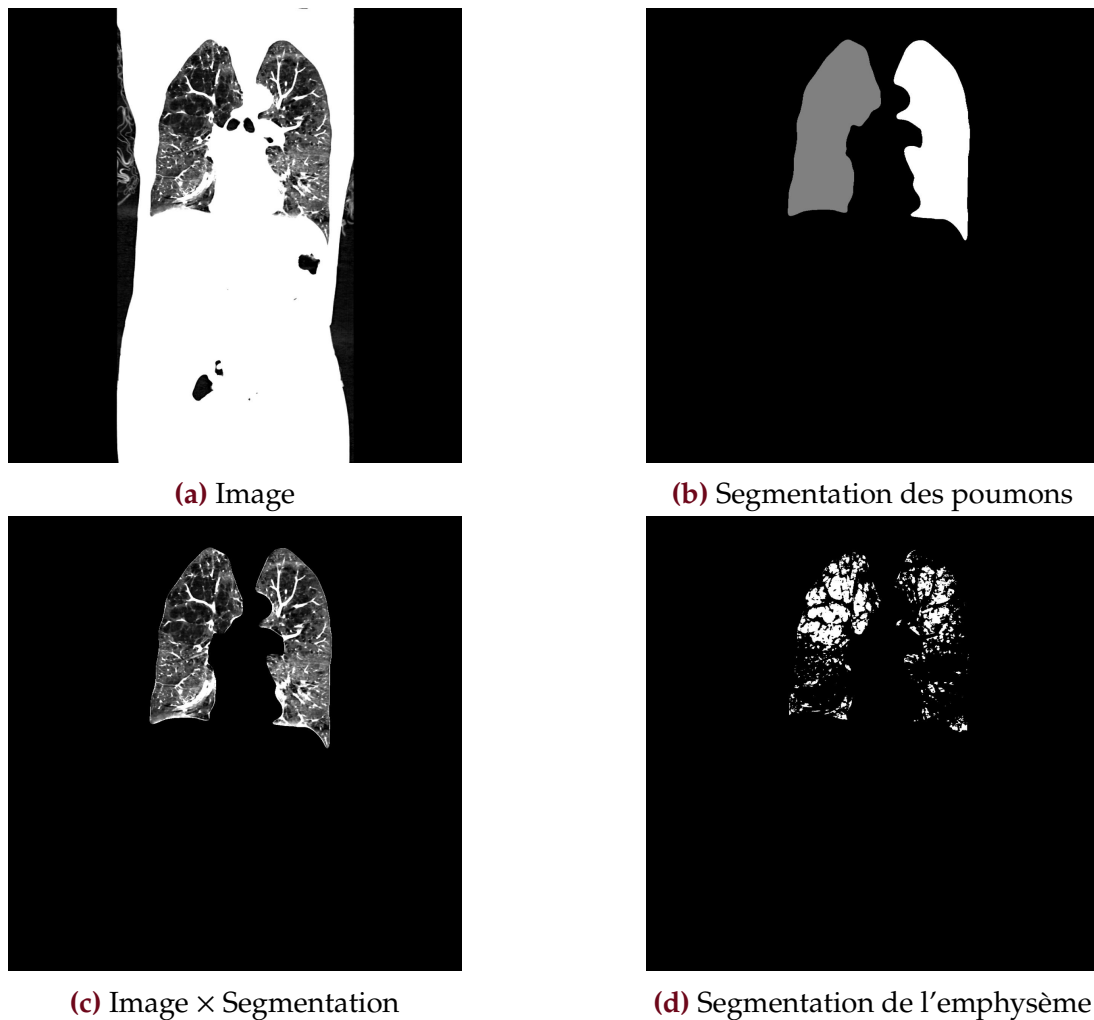 (a) Image
(b) Segmentation des poumons
(c) Image × Segmentation
(d) Segmentation de l'emphysème